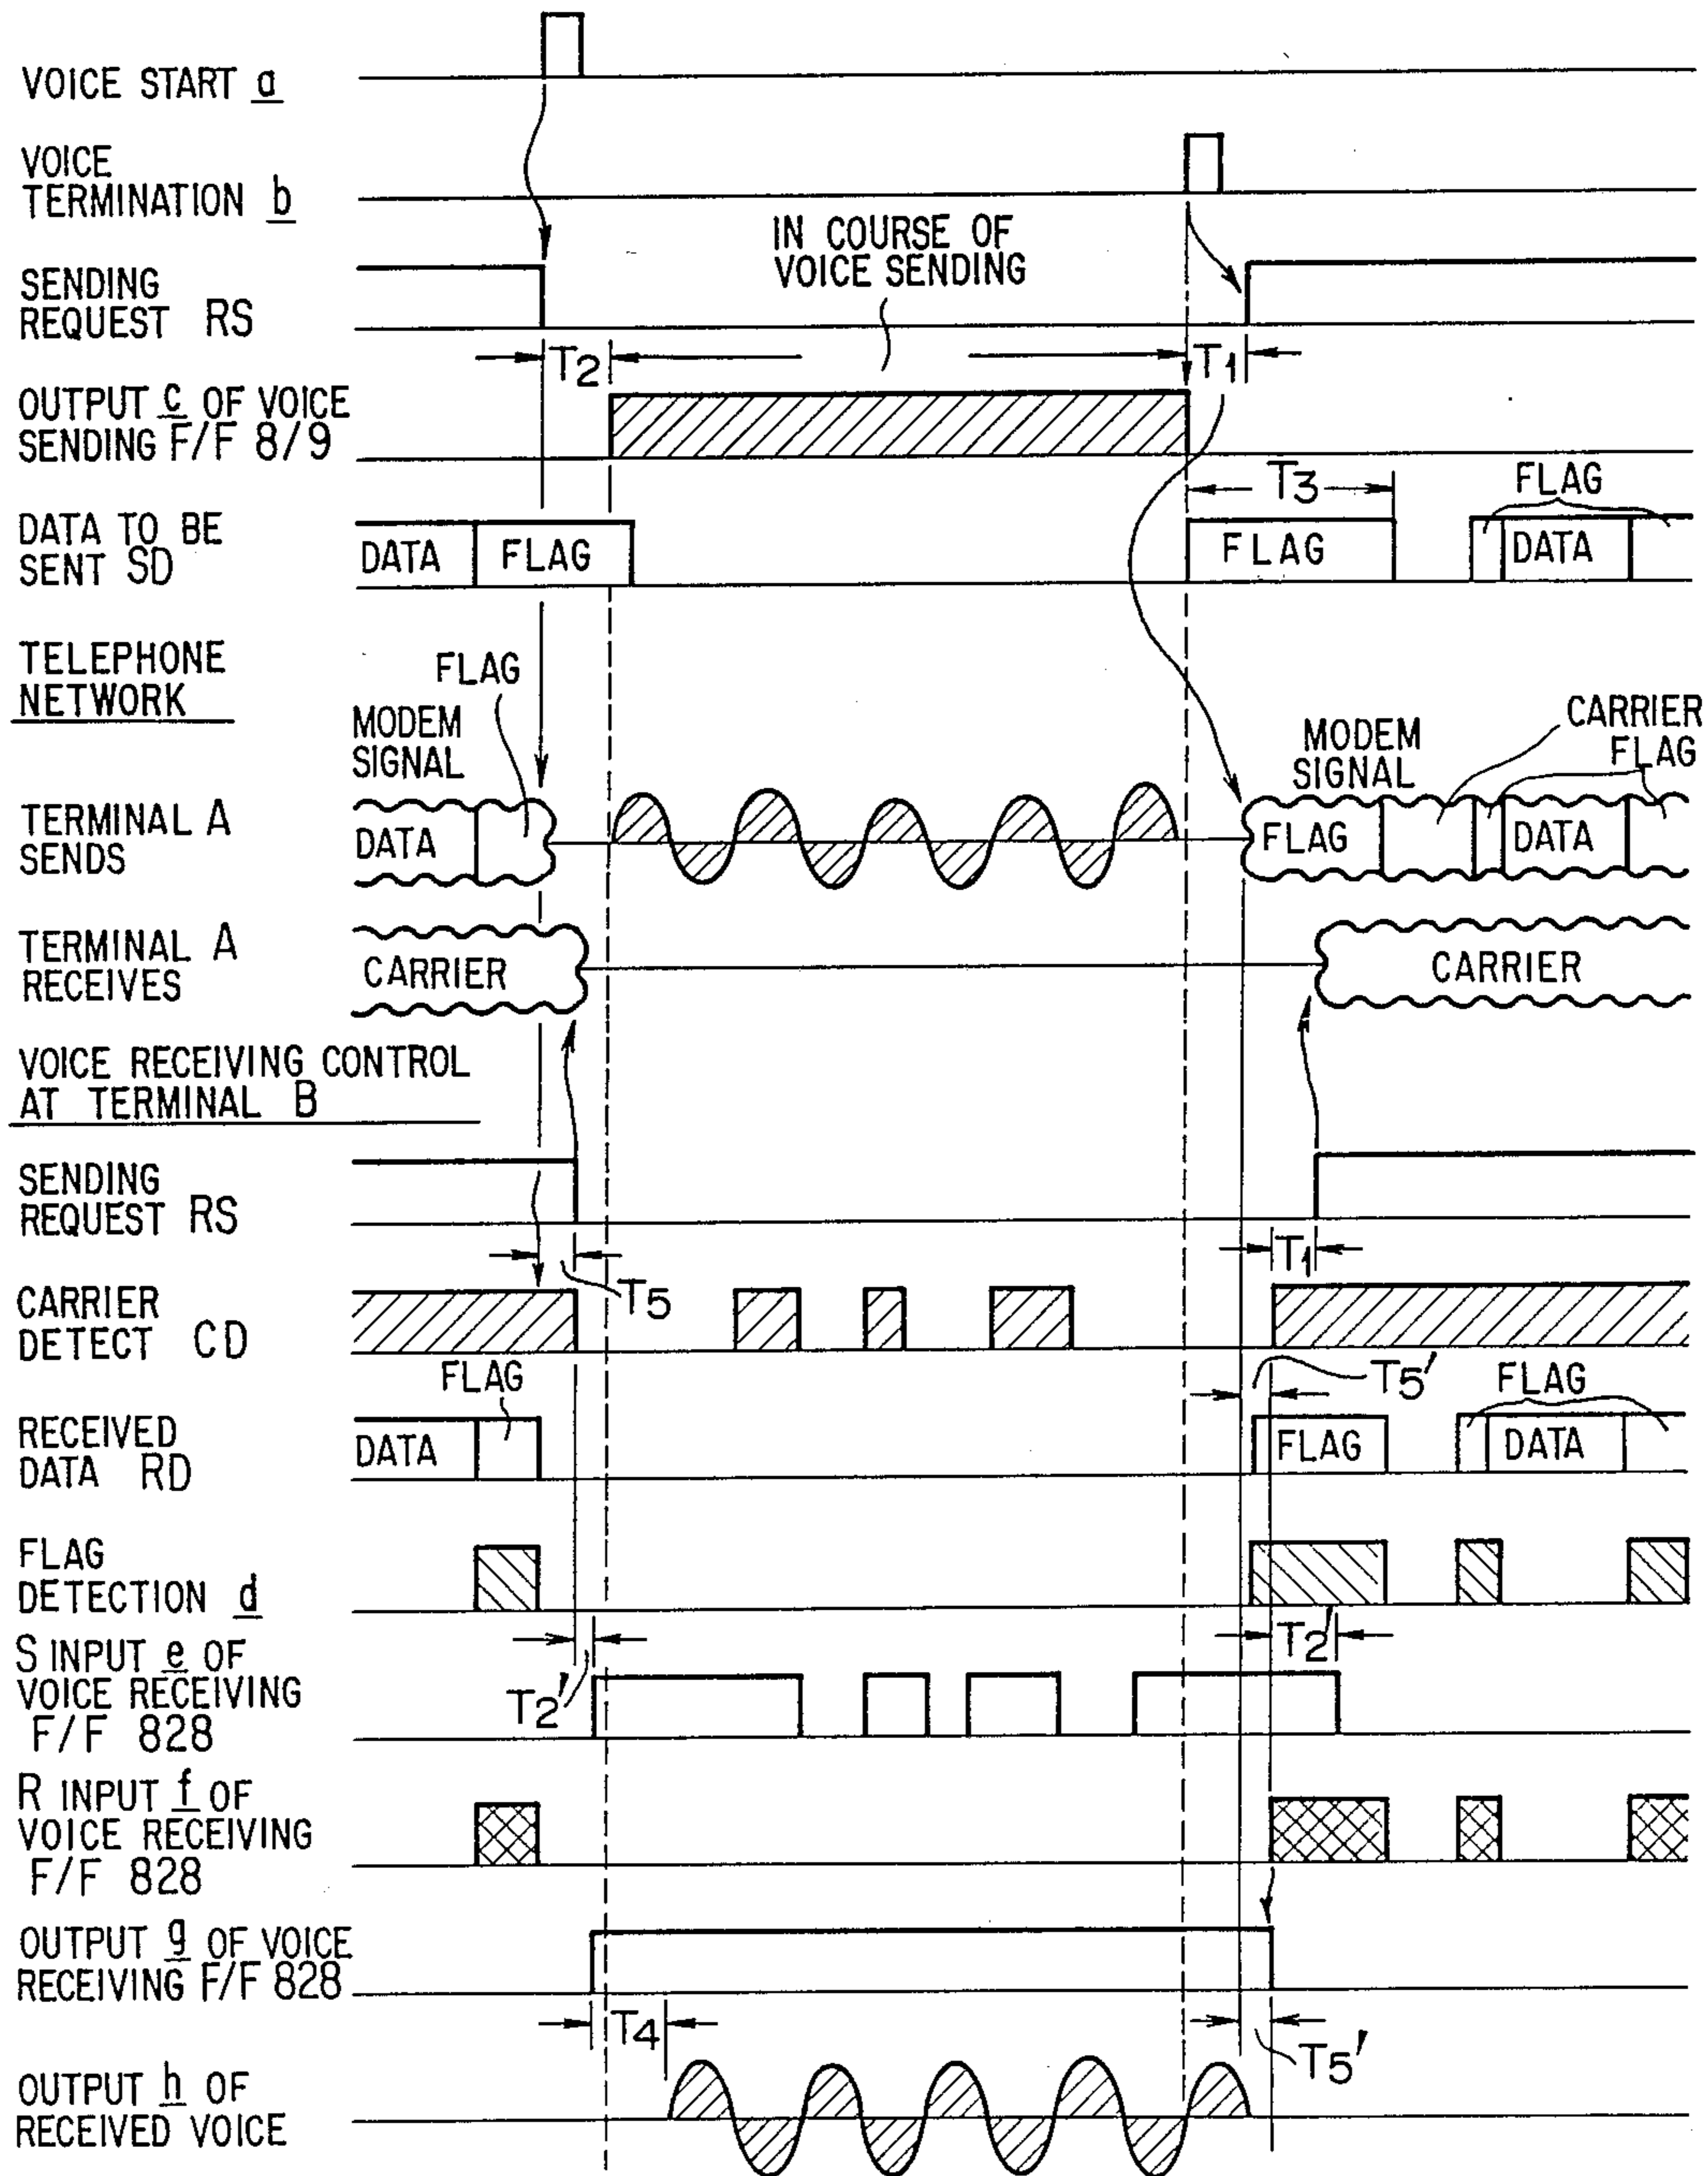 VOICE START a
VOICE
TERMINATION b
IN COURSE OF
VOICE SENDING
SENDING
REQUEST RS
T2
T1
OUTPUT c OF VOICE
SENDING F/F 8/9
T3
FLAG
DATA TO BE
SENT SD
DATA
FLAG
FLAG
DATA
TELEPHONE
NETWORK
FLAG
MODEM
SIGNAL
MODEM
SIGNAL
CARRIER
FLAG
TERMINAL A
SENDS
DATA
FLAG
DATA
TERMINAL A
RECEIVES
CARRIER
CARRIER
VOICE RECEIVING CONTROL
AT TERMINAL B
SENDING
REQUEST RS
T1
T5
CARRIER
DETECT CD
FLAG
T5'
FLAG
RECEIVED
DATA RD
DATA
FLAG
DATA
FLAG
DETECTION d
T2'
S INPUT e OF
VOICE RECEIVING
F/F 828
T2'
R INPUT f OF
VOICE RECEIVING
F/F 828
OUTPUT g OF VOICE
RECEIVING F/F 828
T4
T5'
OUTPUT h OF
RECEIVED VOICE